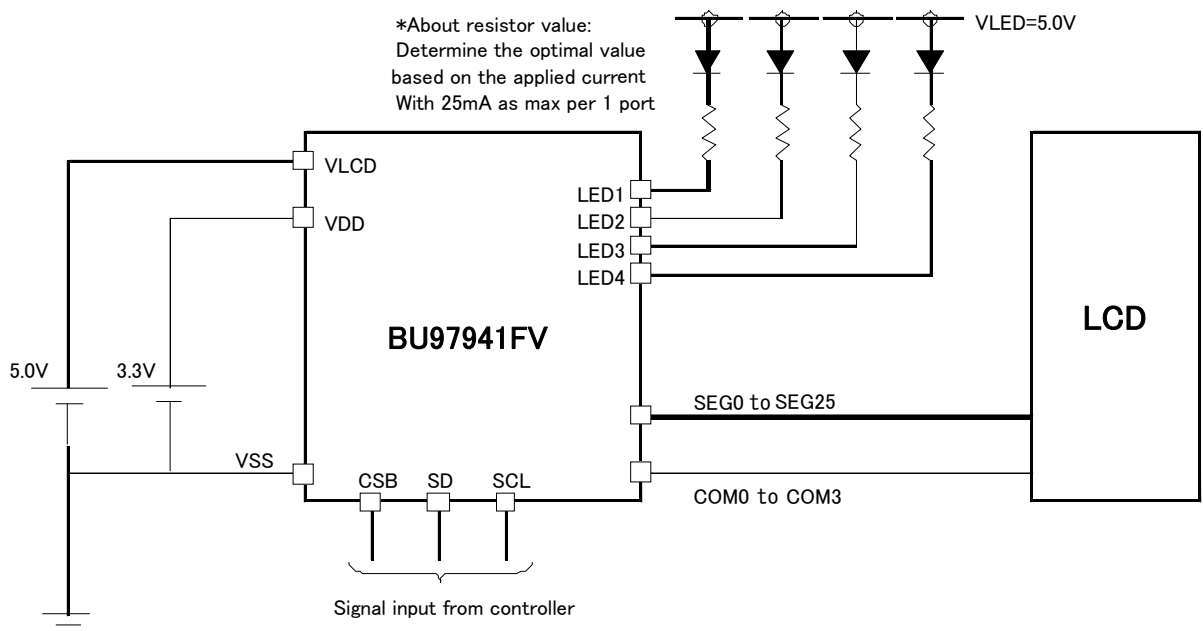 *About resistor value:
Determine the optimal value
based on the applied current
With 25mA as max per 1 port
VLED=5.0V
VLCD
VDD
LED1
LED2
LED3
LED4
BU97941FV
LCD
5.0V
3.3V
SEG0 to SEG25
VSS
CSB
SD
SCL
COM0 to COM3
Signal input from controller